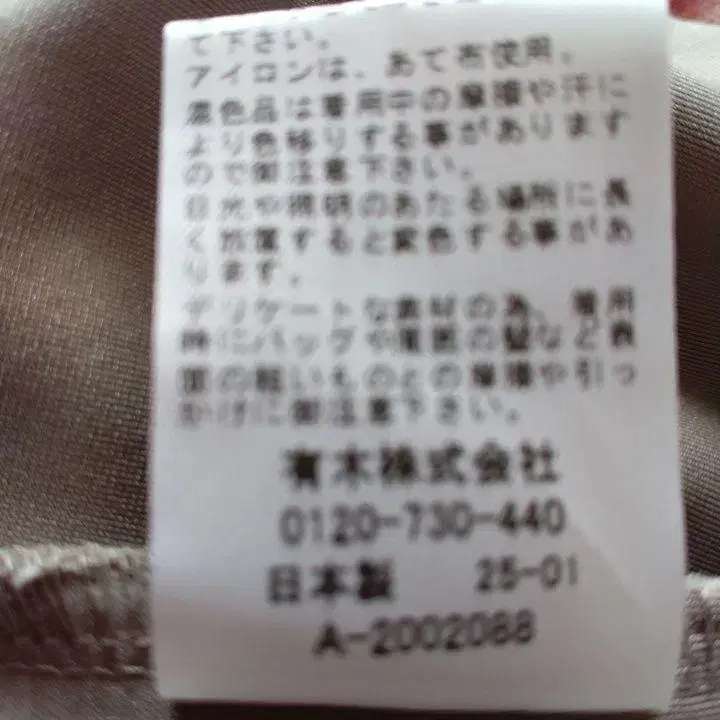 て下さい。
アイロンは、あて布使用。
濃色品は着用中の摩擦や汗に
より色移りする事があります
ので御注意下さい。
日光や照明のあたる場所に長
く放置すると変色する事があ
ります。
デリケートな素材の為、着用
時にバッグや壁など表
面の粗いものとの摩擦や引っ
かけに御注意下さい。
有木株式会社
0120-730-440
日本製 25-01
A-2002088